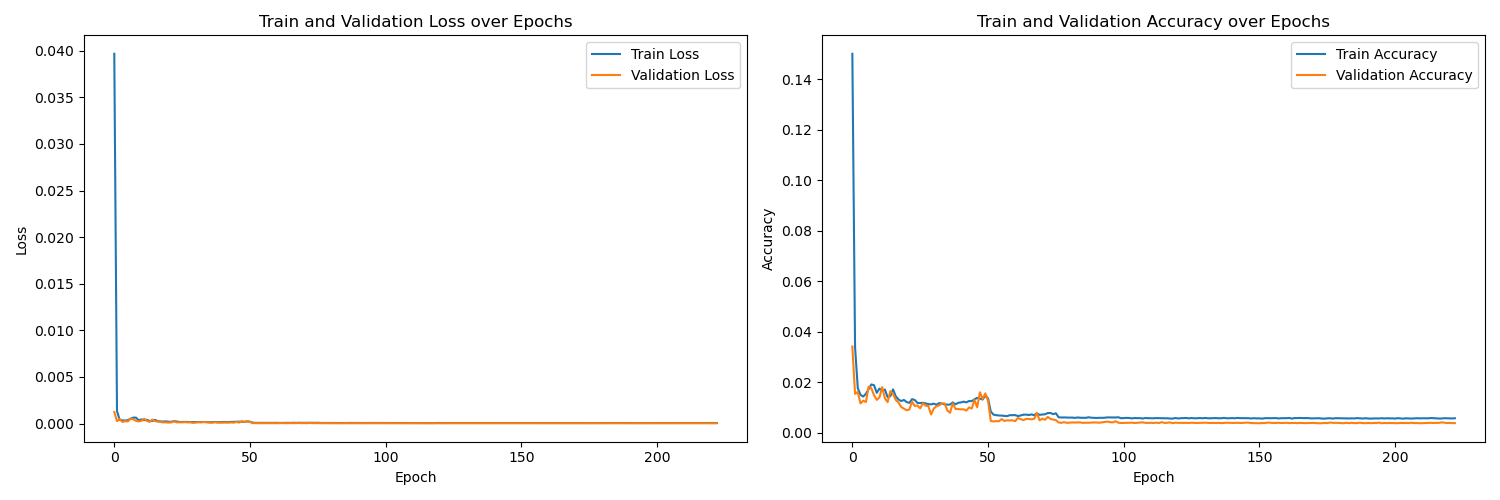 Train and Validation Loss over Epochs
Train Loss
Validation Loss
0.040
0.035
0.030
0.025
0.020
0.015
0.010
0.005
0.000
Loss
0 50 100 150 200
Epoch
Train and Validation Accuracy over Epochs
Train Accuracy
Validation Accuracy
0.14
0.12
0.10
0.08
0.06
0.04
0.02
0.00
Accuracy
0 50 100 150 200
Epoch